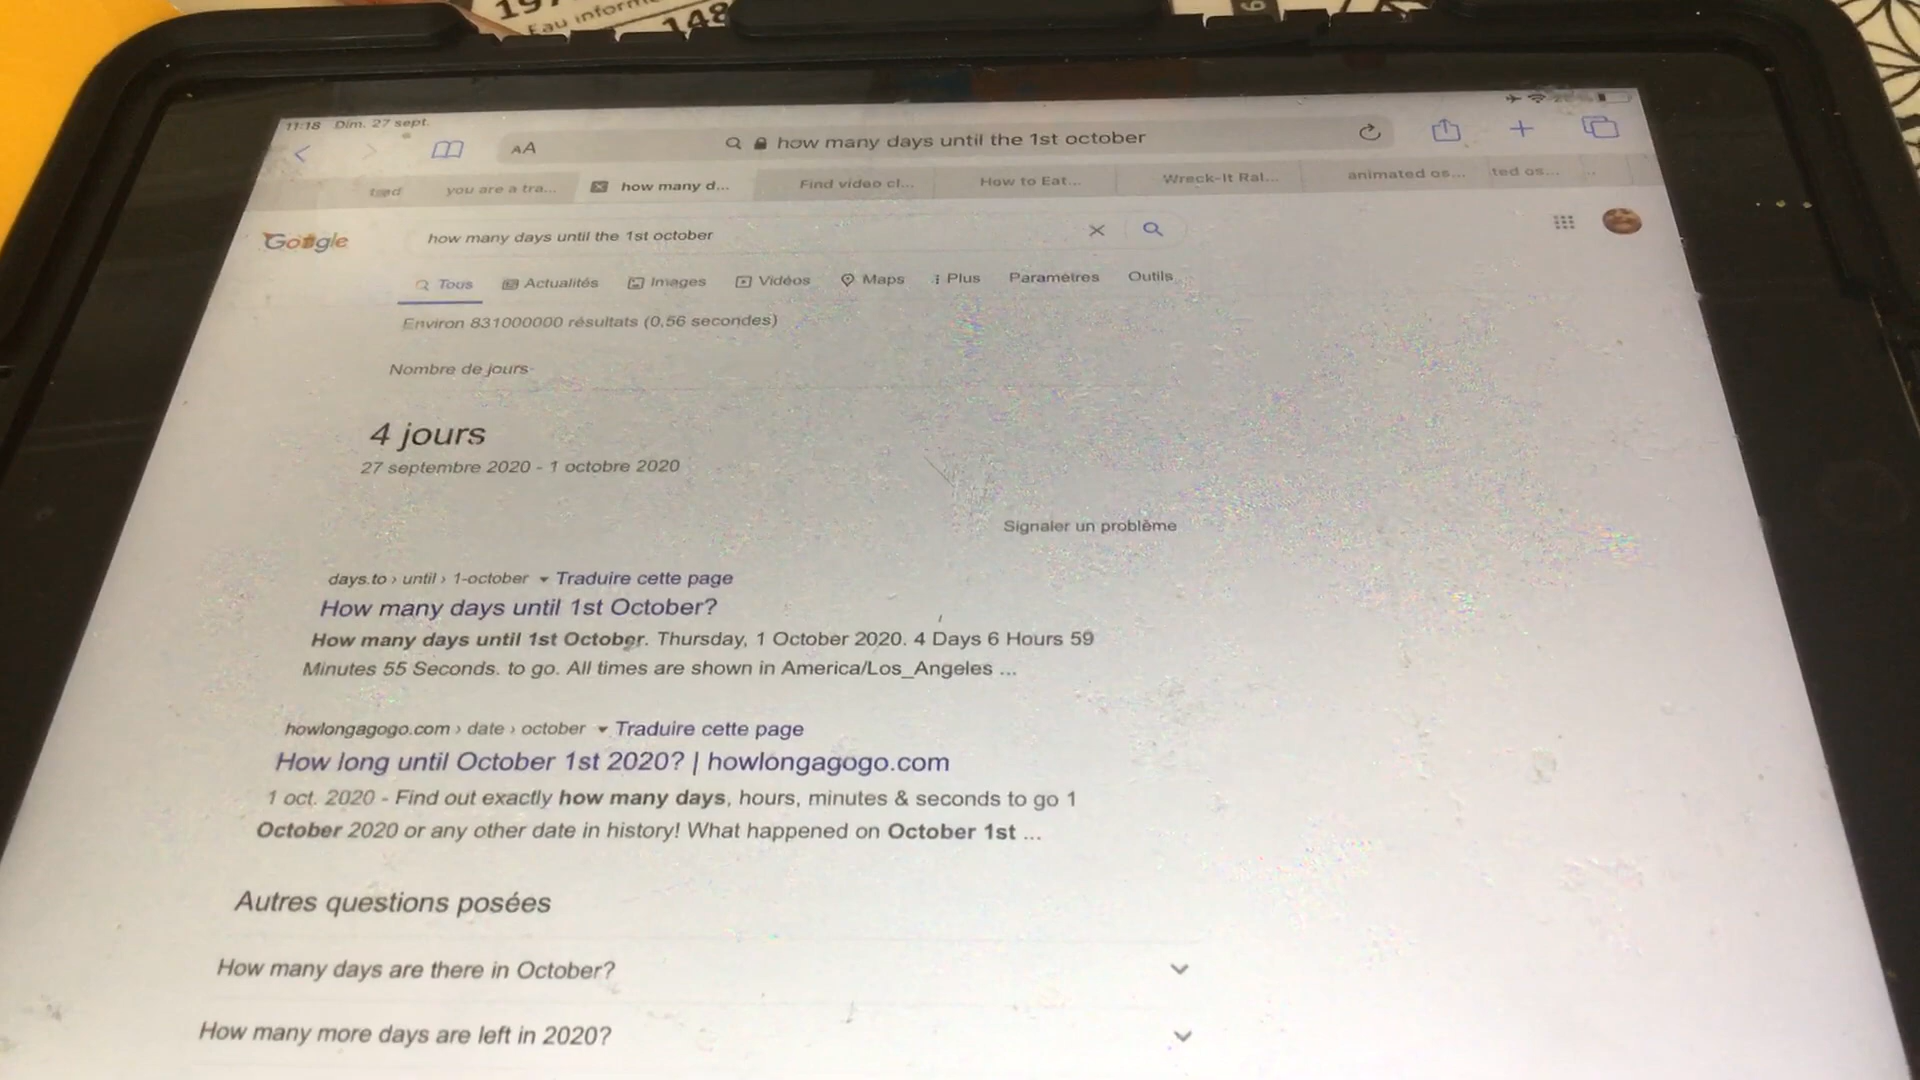 197
Eau inform
148
11:18 Dim. 27 sept.
AA
how many days until the 1st october
you are a tra...
how many d...
Find video cl...
How to Eat...
Wreck-It Ral...
animated os...
ted os...
Google
how many days until the 1st october
Tous Actualités Images Vidéos Maps Plus Paramètres Outils
Environ 831000000 résultats (0,56 secondes)
Nombre de jours
4 jours
27 septembre 2020 - 1 octobre 2020
Signaler un problème
days.to › until › 1-october ▾ Traduire cette page
How many days until 1st October?
How many days until 1st October. Thursday, 1 October 2020. 4 Days 6 Hours 59
Minutes 55 Seconds. to go. All times are shown in America/Los_Angeles ...
howlongagogo.com › date › october ▾ Traduire cette page
How long until October 1st 2020? | howlongagogo.com
1 oct. 2020 - Find out exactly how many days, hours, minutes & seconds to go 1
October 2020 or any other date in history! What happened on October 1st ...
Autres questions posées
How many days are there in October?
How many more days are left in 2020?